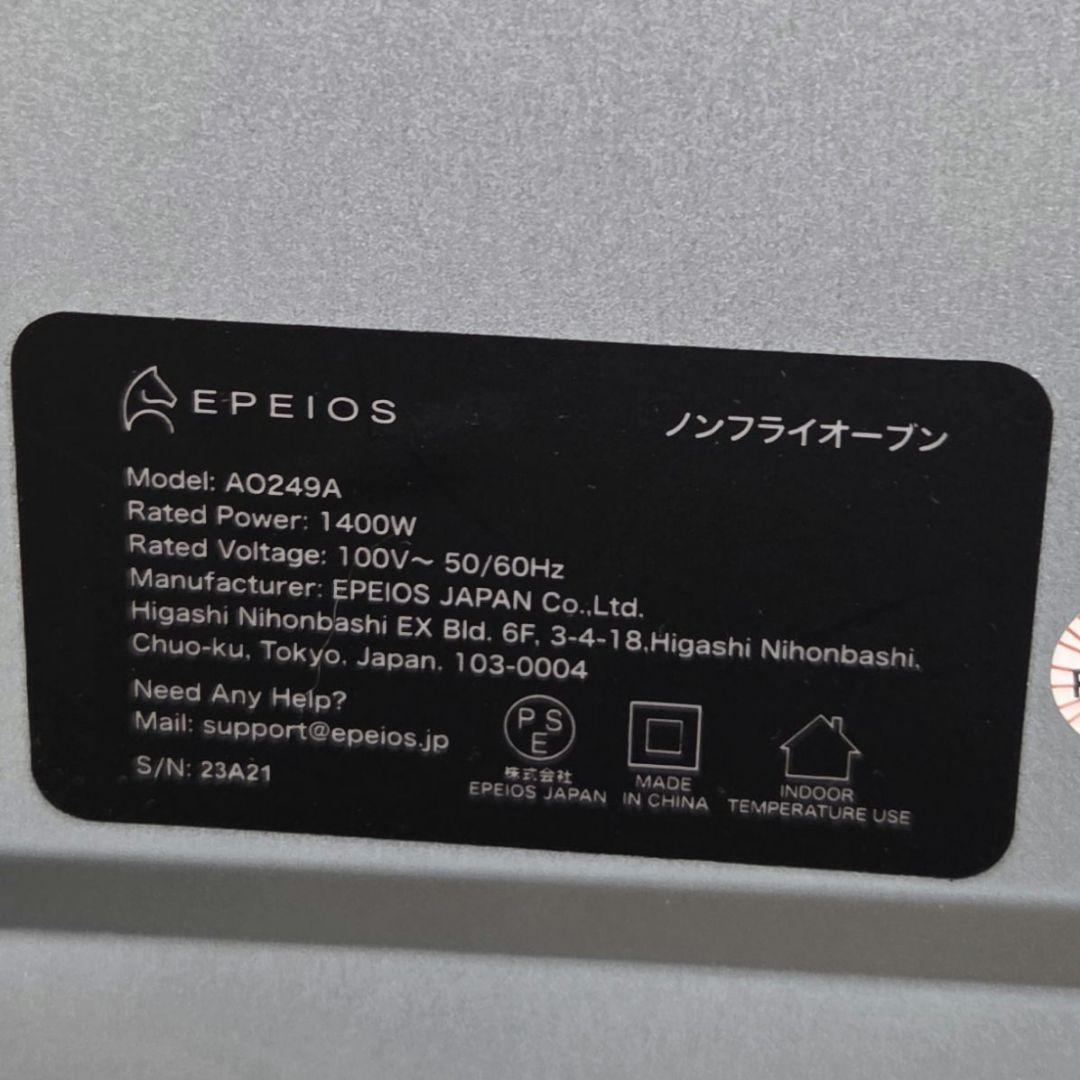 EPEIOS
ノンフライオーブン
Model: AO249A
Rated Power: 1400W
Rated Voltage: 100V～ 50/60Hz
Manufacturer: EPEIOS JAPAN Co.,Ltd.
Higashi Nihonbashi EX Bld. 6F, 3-4-18,Higashi Nihonbashi,
Chuo-ku, Tokyo, Japan, 103-0004
Need Any Help?
Mail: support@epeios.jp
S/N: 23A21
PSE
株式会社
EPEIOS JAPAN
MADE
IN CHINA
INDOOR
TEMPERATURE USE